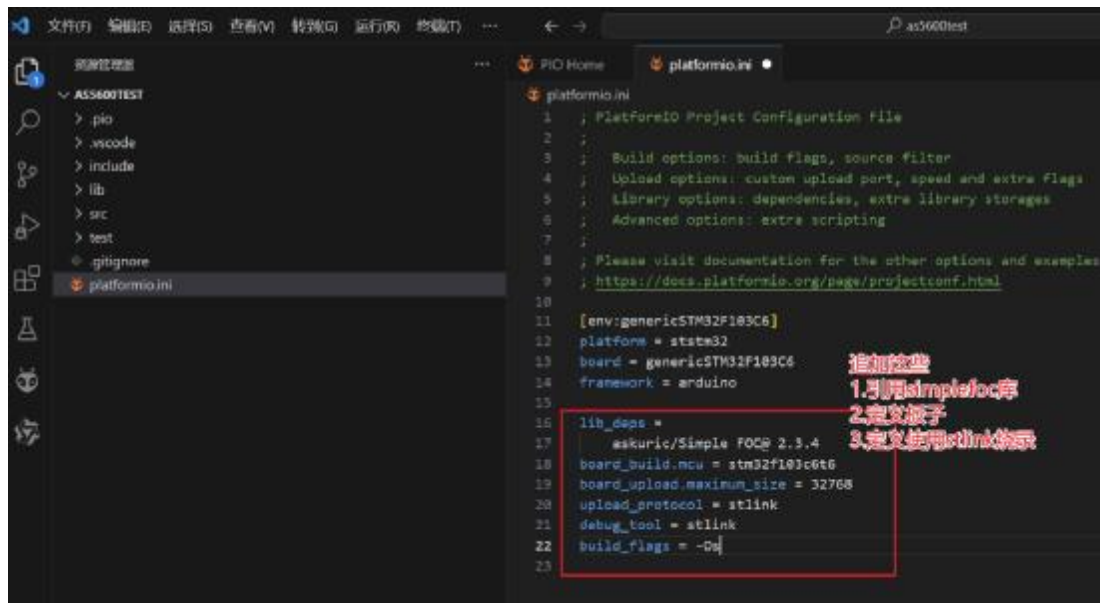 文件(F) 编辑(E) 选择(S) 查看(V) 转到(G) 运行(R) 终端(T) ··· ← → as5600test
资源管理器 ···
AS5600TEST
.pio
.vscode
include
lib
src
test
.gitignore
platformio.ini
PIO Home platformio.ini
platformio.ini
1 ; PlatformIO Project Configuration File
2 ;
3 ; Build options: build flags, source filter
4 ; Upload options: custom upload port, speed and extra flags
5 ; Library options: dependencies, extra library storages
6 ; Advanced options: extra scripting
7 ;
8 ; Please visit documentation for the other options and examples
9 ; https://docs.platformio.org/page/projectconf.html
10
11 [env:genericSTM32F103C6]
12 platform = ststm32
13 board = genericSTM32F103C6
14 framework = arduino
15
16 lib_deps =
17 askuric/Simple FOC@ 2.3.4
18 board_build.mcu = stm32f103c6t6
19 board_upload.maximun_size = 32768
20 upload_protocol = stlink
21 debug_tool = stlink
22 build_flags = -Os
23
追加这些
1.引用simplefoc库
2.定义板子
3.定义使用stlink烧录
1